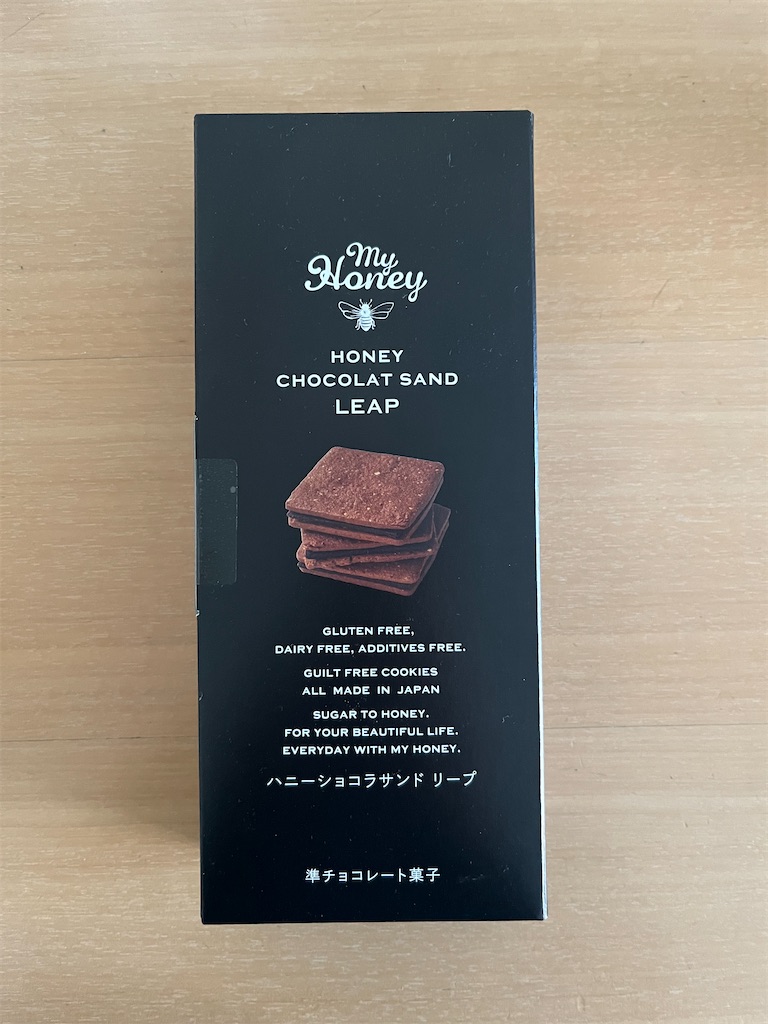 My
Honey
HONEY
CHOCOLAT SAND
LEAP
GLUTEN FREE,
DAIRY FREE, ADDITIVES FREE.
GUILT FREE COOKIES
ALL MADE IN JAPAN
SUGAR TO HONEY.
FOR YOUR BEAUTIFUL LIFE.
EVERYDAY WITH MY HONEY.
ハニーショコラサンド リープ
準チョコレート菓子